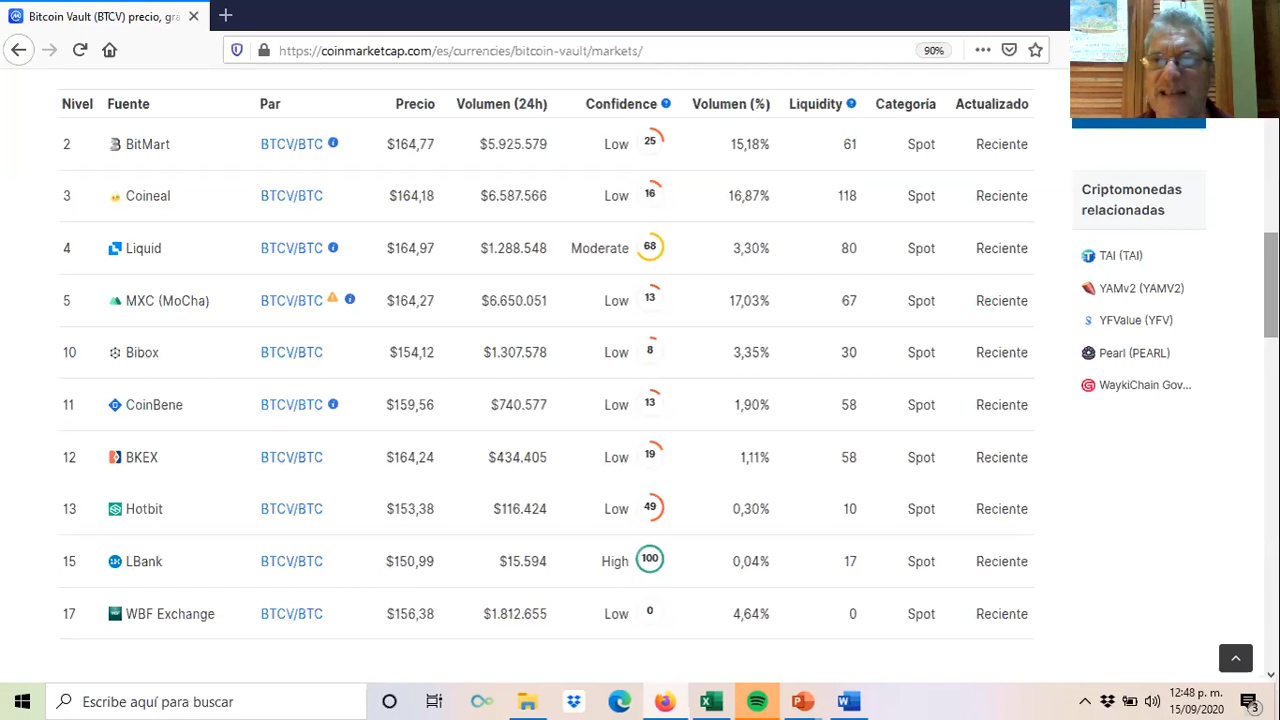 Bitcoin Vault (BTCV) precio, gra
https://coinmarketcap.com/es/currencies/bitcoin-vault/markets/
90%
Nivel Fuente Par Precio Volumen (24h) Confidence Volumen (%) Liquidity Categoría Actualizado
2 BitMart BTCV/BTC $164,77 $5.925.579 Low 25 15,18% 61 Spot Reciente
3 Coineal BTCV/BTC $164,18 $6.587.566 Low 16 16,87% 118 Spot Reciente
4 Liquid BTCV/BTC $164,97 $1.288.548 Moderate 68 3,30% 80 Spot Reciente
5 MXC (MoCha) BTCV/BTC $164,27 $6.650.051 Low 13 17,03% 67 Spot Reciente
10 Bibox BTCV/BTC $154,12 $1.307.578 Low 8 3,35% 30 Spot Reciente
11 CoinBene BTCV/BTC $159,56 $740.577 Low 13 1,90% 58 Spot Reciente
12 BKEX BTCV/BTC $164,24 $434.405 Low 19 1,11% 58 Spot Reciente
13 Hotbit BTCV/BTC $153,38 $116.424 Low 49 0,30% 10 Spot Reciente
15 LBank BTCV/BTC $150,99 $15.594 High 100 0,04% 17 Spot Reciente
17 WBF Exchange BTCV/BTC $156,38 $1.812.655 Low 0 4,64% 0 Spot Reciente
Criptomonedas
relacionadas
TAI (TAI)
YAMv2 (YAMV2)
YFValue (YFV)
Pearl (PEARL)
WaykiChain Gov...
Escribe aquí para buscar
12:48 p. m.
15/09/2020
3